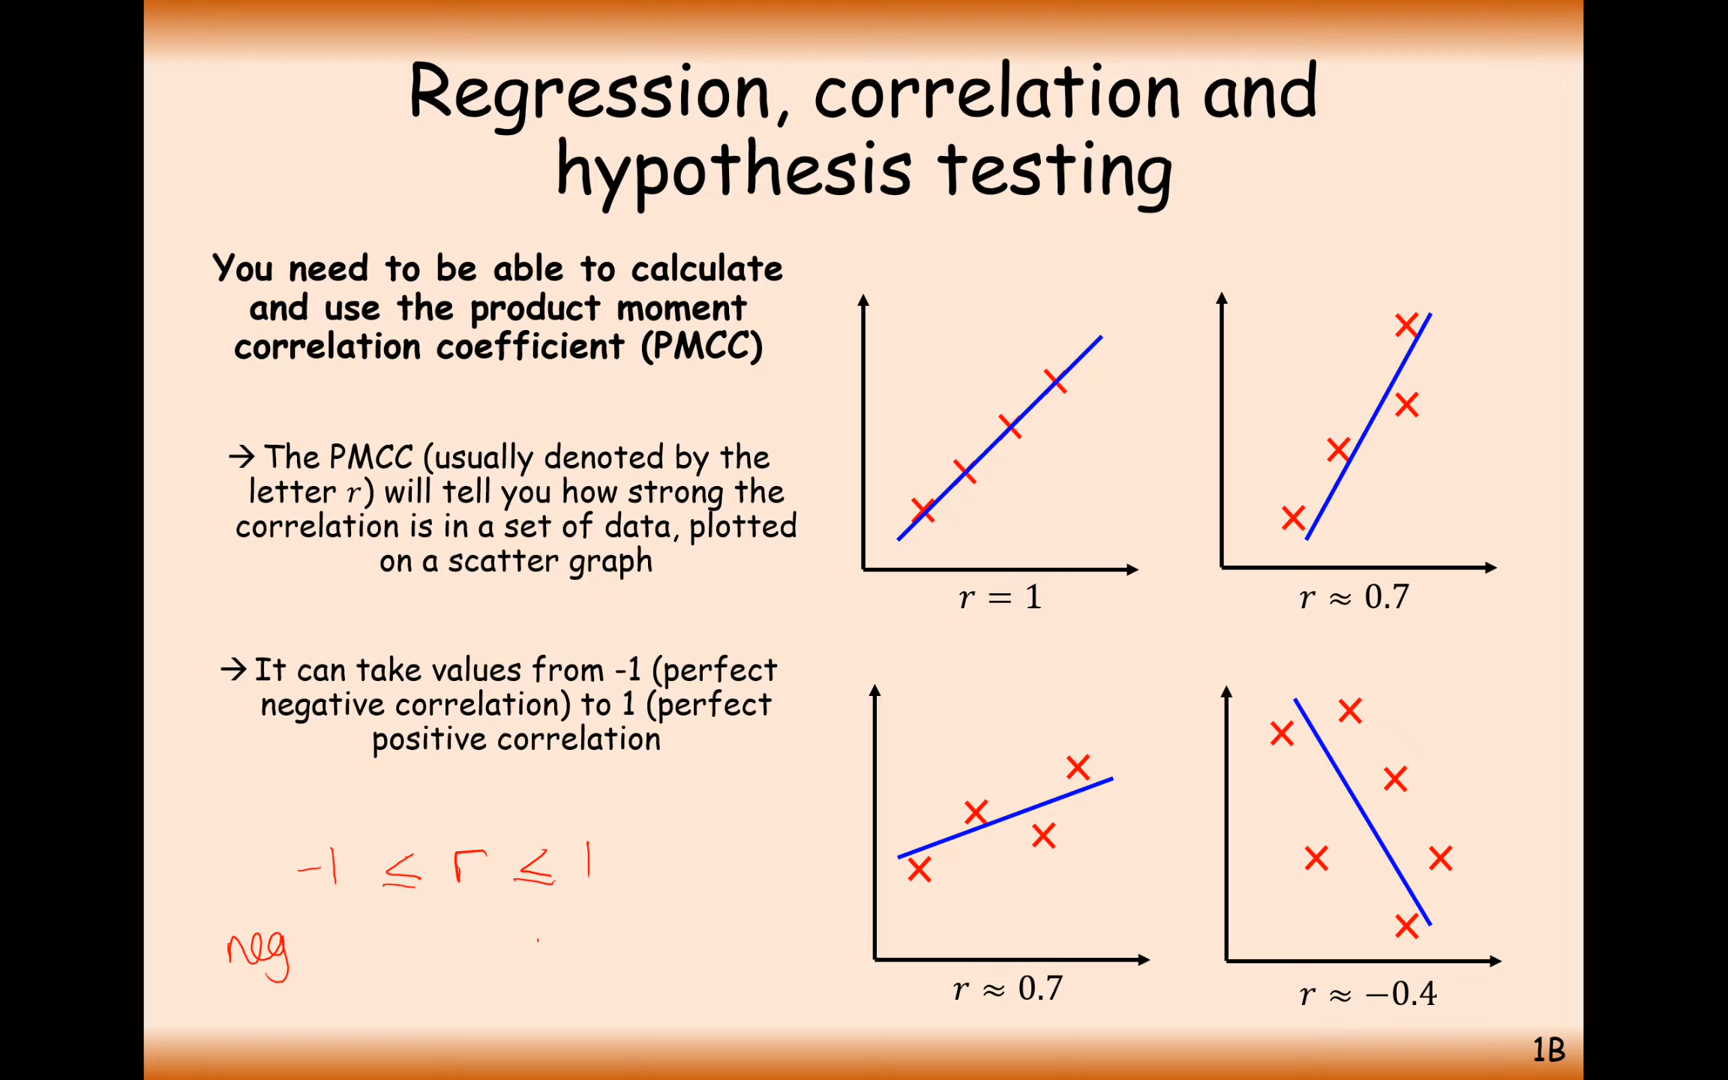 Regression, correlation and
hypothesis testing
You need to be able to calculate
and use the product moment
correlation coefficient (PMCC)
→ The PMCC (usually denoted by the
letter r) will tell you how strong the
correlation is in a set of data, plotted
on a scatter graph
→ It can take values from -1 (perfect
negative correlation) to 1 (perfect
positive correlation
-1 ≤ r ≤ 1
neg
r = 1
r ≈ 0.7
r ≈ 0.7
r ≈ −0.4
1B